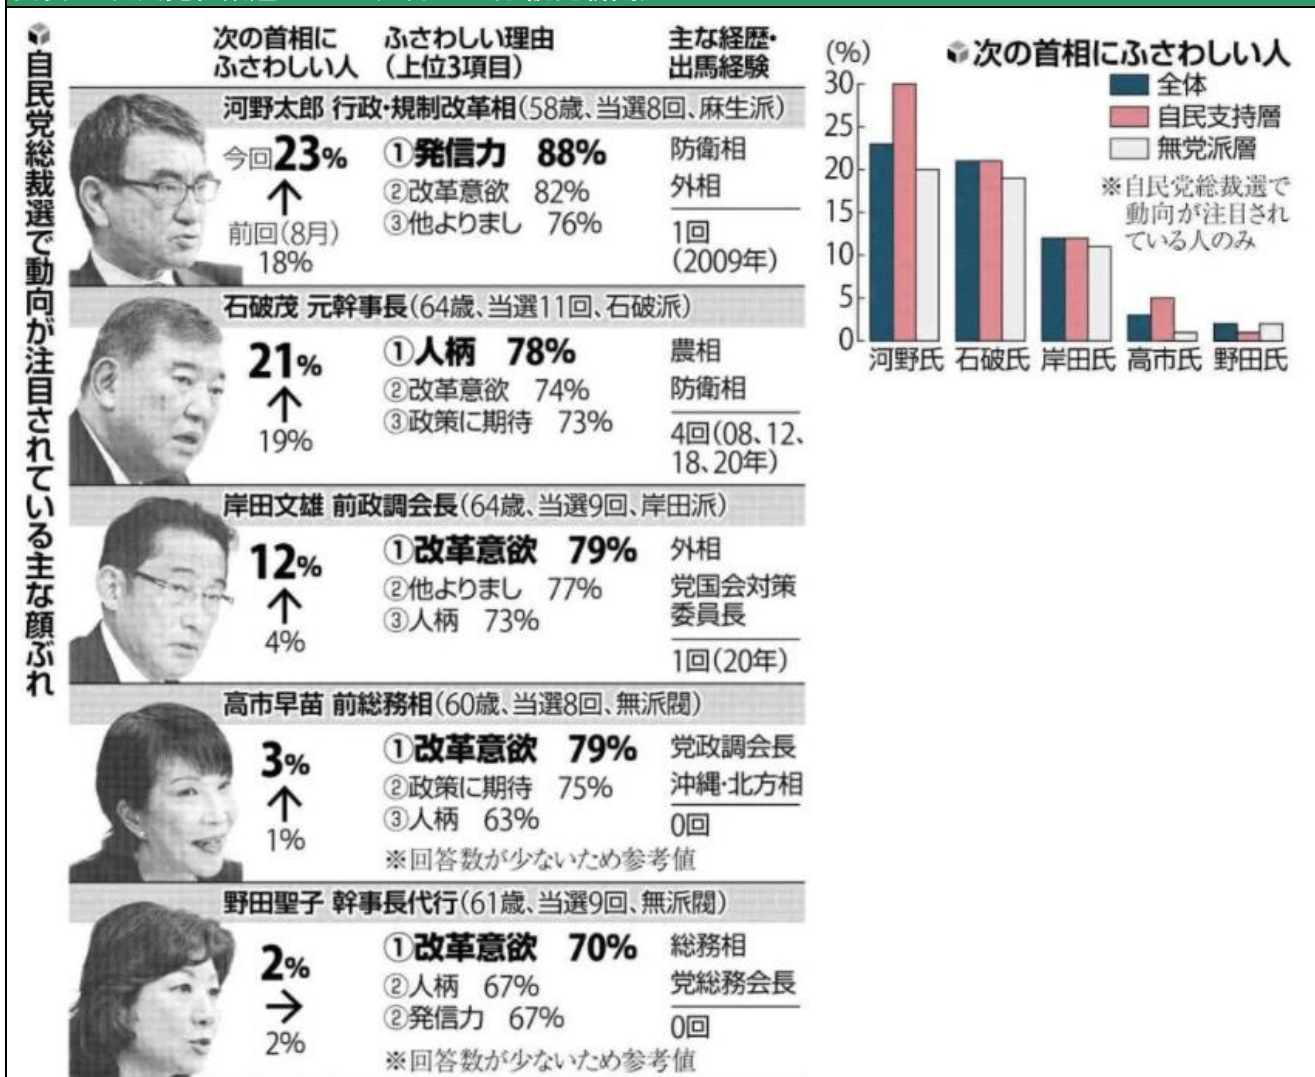 自民党総裁選で動向が注目されている主な顔ぶれ
次の首相に
ふさわしい人
ふさわしい理由
(上位3項目)
主な経歴・
出馬経験
河野太郎 行政・規制改革相(58歳、当選8回、麻生派)
今回23%
↑
前回(8月)
18%
①発信力 88%
②改革意欲 82%
③他よりまし 76%
防衛相
外相
1回
(2009年)
石破茂 元幹事長(64歳、当選11回、石破派)
21%
↑
19%
①人柄 78%
②改革意欲 74%
③政策に期待 73%
農相
防衛相
4回(08、12、
18、20年)
岸田文雄 前政調会長(64歳、当選9回、岸田派)
12%
↑
4%
①改革意欲 79%
②他よりまし 77%
③人柄 73%
外相
党国会対策
委員長
1回(20年)
高市早苗 前総務相(60歳、当選8回、無派閥)
3%
↑
1%
①改革意欲 79%
②政策に期待 75%
③人柄 63%
※回答数が少ないため参考値
党政調会長
沖縄・北方相
0回
野田聖子 幹事長代行(61歳、当選9回、無派閥)
2%
→
2%
①改革意欲 70%
②人柄 67%
②発信力 67%
※回答数が少ないため参考値
総務相
党総務会長
0回
次の首相にふさわしい人
(%)
30
25
20
15
10
5
0
全体
自民支持層
無党派層
※自民党総裁選で
動向が注目され
ている人のみ
河野氏 石破氏 岸田氏 高市氏 野田氏